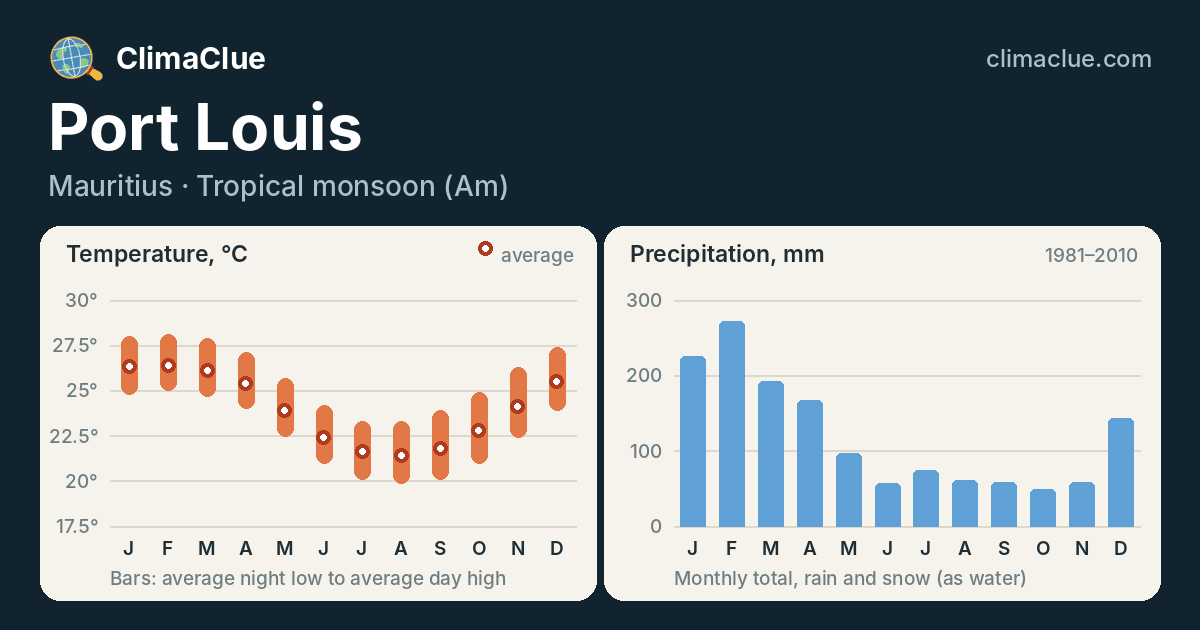 ClimaClue
climaclue.com
Port Louis
Mauritius · Tropical monsoon (Am)
Temperature, °C
average
30°
27.5°
25°
22.5°
20°
17.5°
J F M A M J J A S O N D
Bars: average night low to average day high
Precipitation, mm
1981–2010
300
200
100
0
J F M A M J J A S O N D
Monthly total, rain and snow (as water)